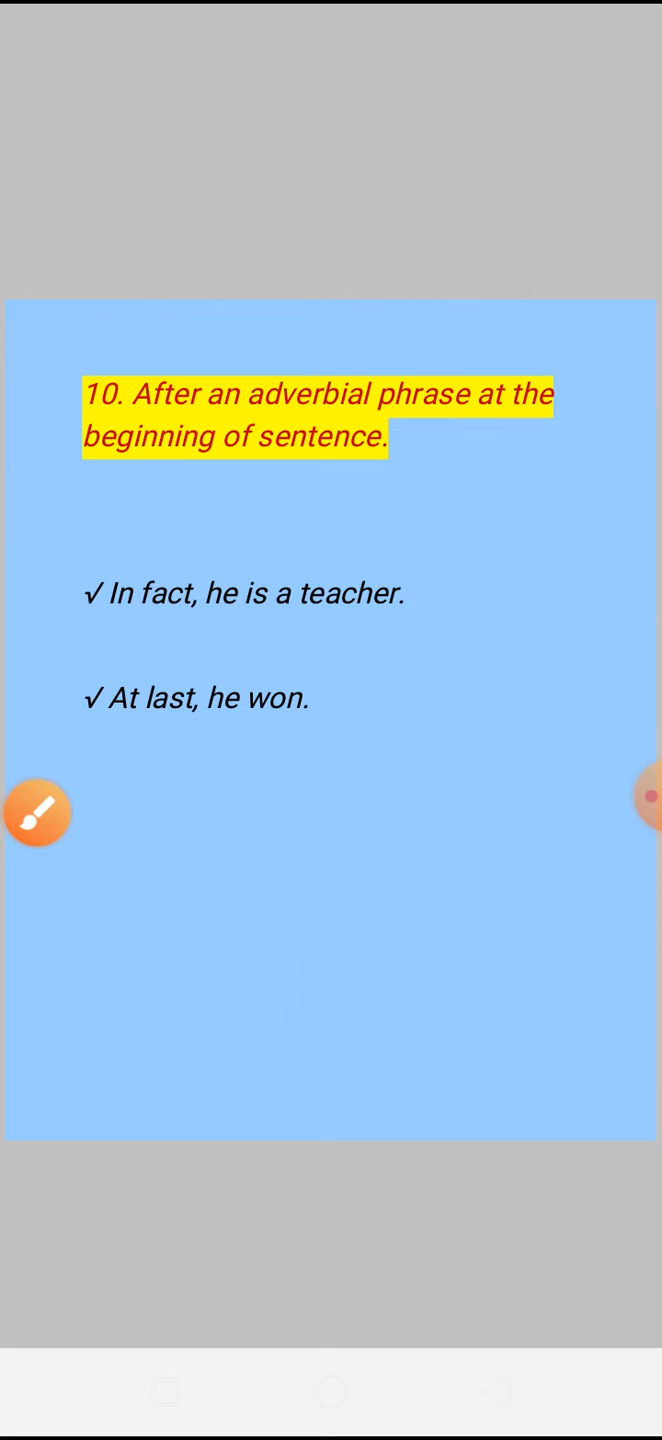 10. After an adverbial phrase at the
beginning of sentence.
√ In fact, he is a teacher.
√ At last, he won.